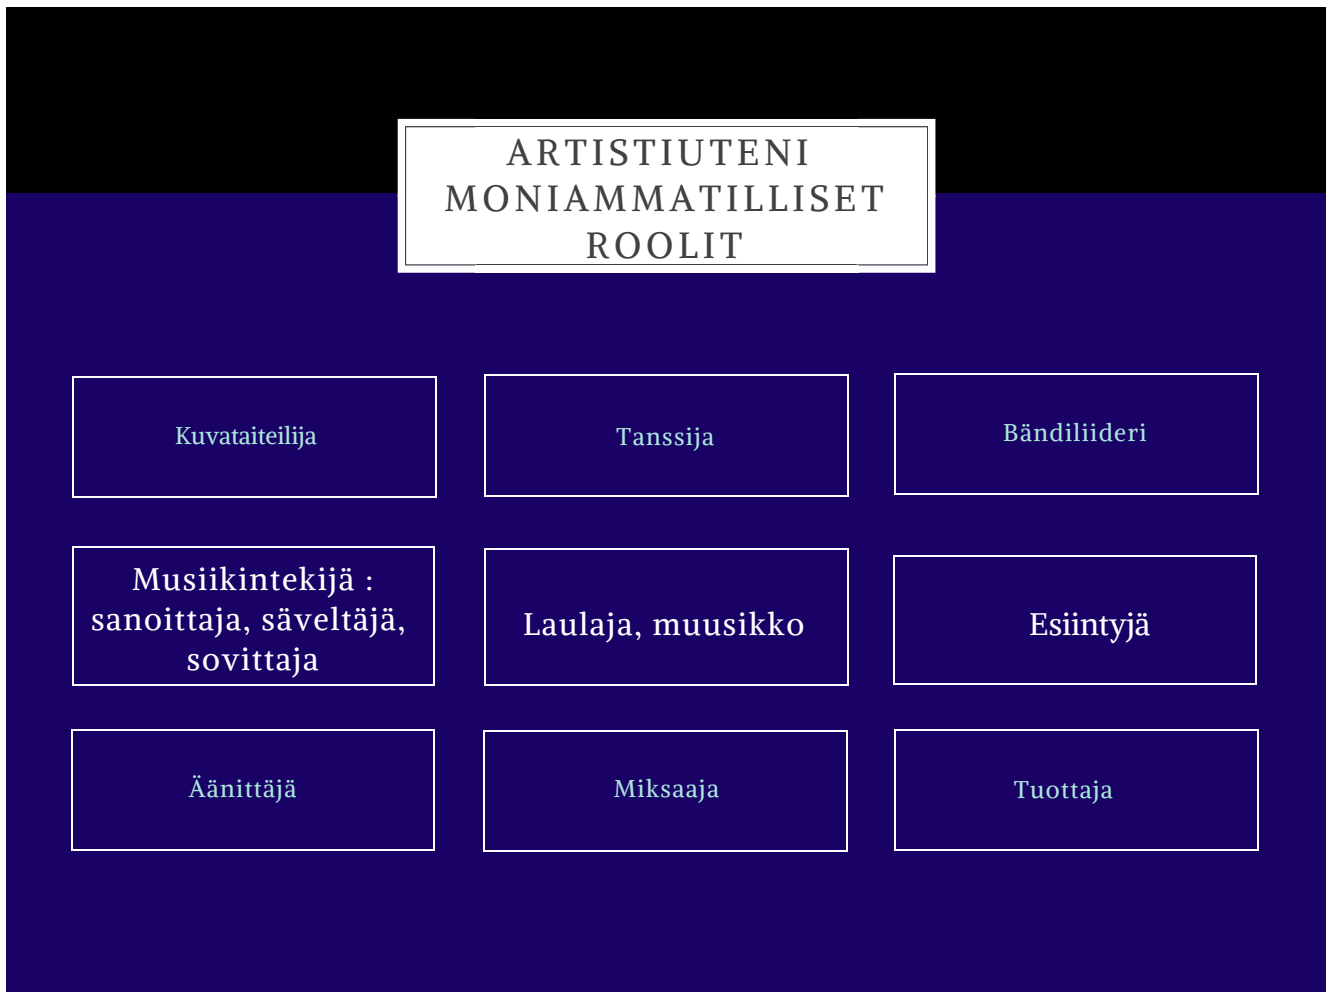 ARTISTIUTENI
MONIAMMATILLISET
ROOLIT
Kuvataiteilija
Tanssija
Bändiliideri
Musiikintekijä :
sanoittaja, säveltäjä,
sovittaja
Laulaja, muusikko
Esiintyjä
Äänittäjä
Miksaaja
Tuottaja